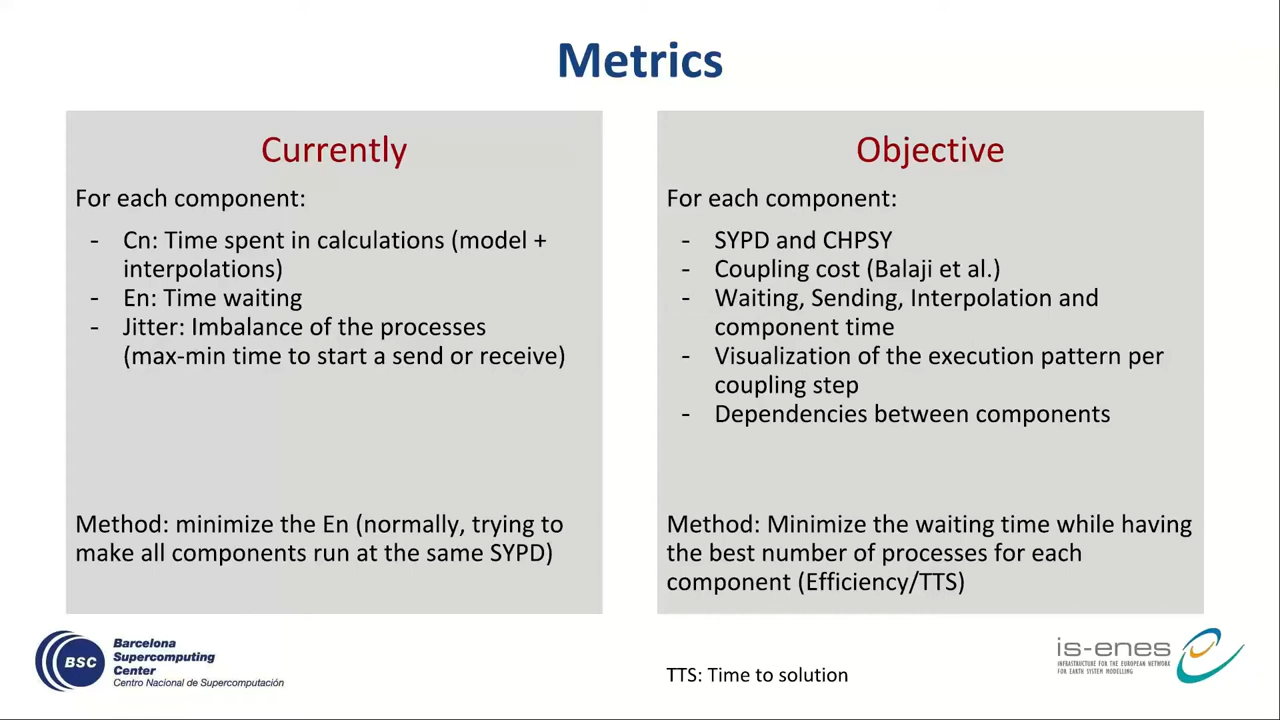 Metrics
Currently
For each component:
- Cn: Time spent in calculations (model +
interpolations)
- En: Time waiting
- Jitter: Imbalance of the processes
(max-min time to start a send or receive)
Method: minimize the En (normally, trying to
make all components run at the same SYPD)
Objective
For each component:
- SYPD and CHPSY
- Coupling cost (Balaji et al.)
- Waiting, Sending, Interpolation and
component time
- Visualization of the execution pattern per
coupling step
- Dependencies between components
Method: Minimize the waiting time while having
the best number of processes for each
component (Efficiency/TTS)
BSC
Barcelona
Supercomputing
Center
Centro Nacional de Supercomputación
TTS: Time to solution
is-enes
INFRASTRUCTURE FOR THE EUROPEAN NETWORK
FOR EARTH SYSTEM MODELLING